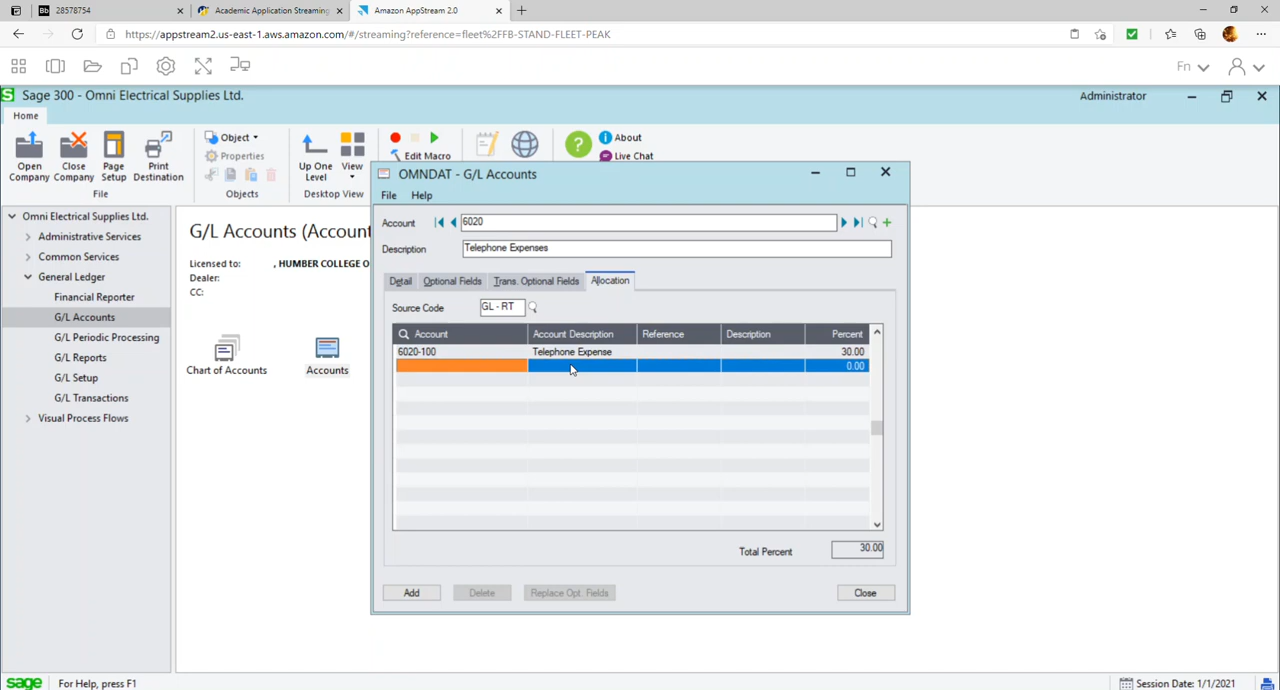 28578754
Academic Application Streaming
Amazon AppStream 2.0
https://appstream2.us-east-1.aws.amazon.com/#/streaming?reference=fleet%2FFB-STAND-FLEET-PEAK
Fn
Sage 300 - Omni Electrical Supplies Ltd.
Administrator
Home
Open Company
Close Company
Page Setup
Print Destination
File
Object
Properties
Objects
Up One Level
View
Desktop View
Edit Macro
About
Live Chat
Omni Electrical Supplies Ltd.
Administrative Services
Common Services
General Ledger
Financial Reporter
G/L Accounts
G/L Periodic Processing
G/L Reports
G/L Setup
G/L Transactions
Visual Process Flows
G/L Accounts (Account
Licensed to: , HUMBER COLLEGE O
Dealer:
CC:
Chart of Accounts
Accounts
OMNDAT - G/L Accounts
File Help
Account 6020
Description Telephone Expenses
Detail Optional Fields Trans. Optional Fields Allocation
Source Code GL - RT
Account Account Description Reference Description Percent
6020-100 Telephone Expense 30.00
0.00
Total Percent 30.00
Add Delete Replace Opt. Fields Close
sage For Help, press F1
Session Date: 1/1/2021